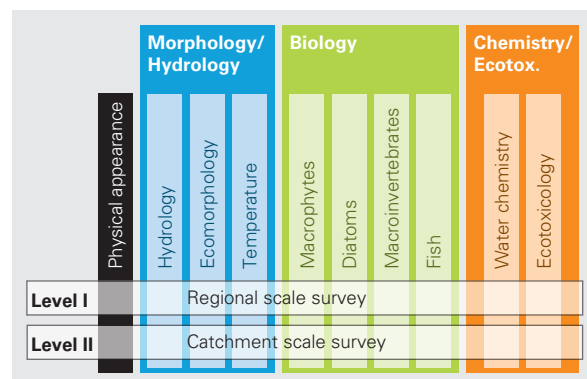 Morphology/
Hydrology
Biology
Chemistry/
Ecotox.
Physical appearance
Hydrology
Ecomorphology
Temperature
Macrophytes
Diatoms
Macroinvertebrates
Fish
Water chemistry
Ecotoxicology
Level I Regional scale survey
Level II Catchment scale survey